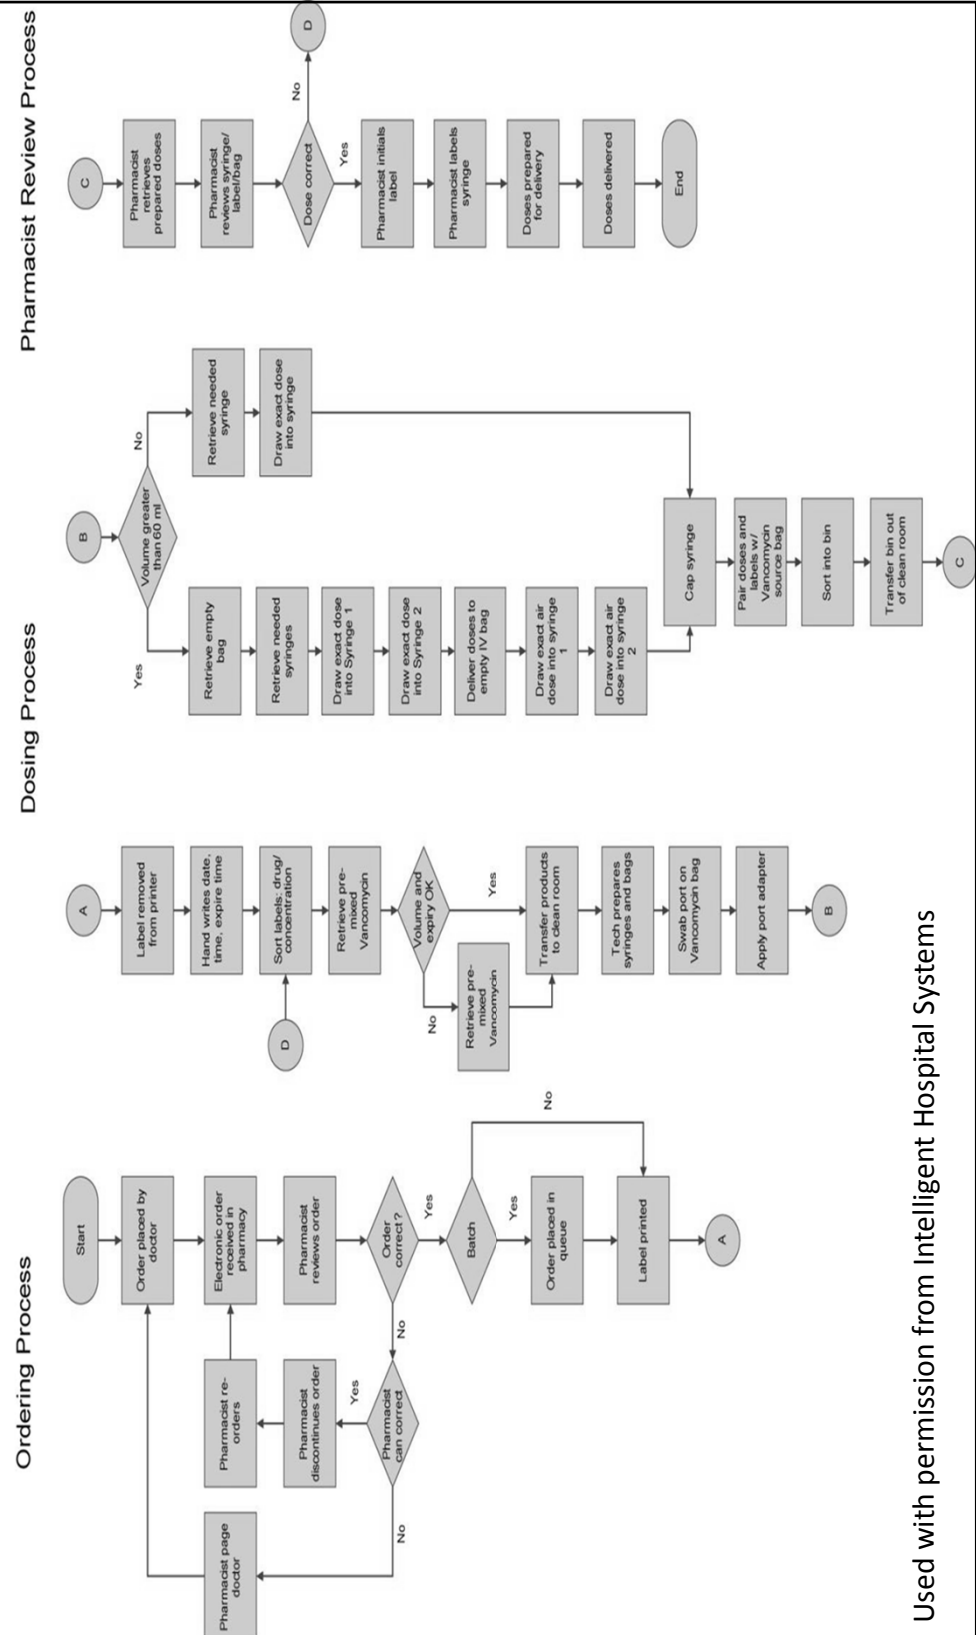 Ordering Process
Start
Order placed by
doctor
Electronic order
received in
pharmacy
Pharmacist
reviews order
Order
correct?
No
Yes
Pharmacist
can correct
Yes
No
Pharmacist
discontinues order
Pharmacist re-
orders
Pharmacist page
doctor
Batch
No
Yes
Order placed in
queue
Label printed
A
Dosing Process
A
Label removed
from printer
Hand writes date,
time, expire time
D
Sort labels: drug/
concentration
Retrieve pre-
mixed
Vancomycin
Volume and
expiry OK
No
Yes
Retrieve pre-
mixed
Vancomycin
Transfer products
to clean room
Tech prepares
syringes and bags
Swab port on
Vancomycin bag
Apply port adapter
B
B
Volume greater
than 60 ml
Yes
No
Retrieve empty
bag
Retrieve needed
syringes
Draw exact dose
into Syringe 1
Draw exact dose
into Syringe 2
Deliver doses to
empty IV bag
Draw exact air
dose into syringe
1
Draw exact air
dose into syringe
2
Retrieve needed
syringe
Draw exact dose
into syringe
Cap syringe
Pair doses and
labels w/
Vancomycin
source bag
Sort into bin
Transfer bin out
of clean room
C
Pharmacist Review Process
C
Pharmacist
retrieves
prepared doses
Pharmacist
reviews syringe/
label/bag
Dose correct
No
D
Yes
Pharmacist initials
label
Pharmacist labels
syringe
Doses prepared
for delivery
Doses delivered
End
Used with permission from Intelligent Hospital Systems